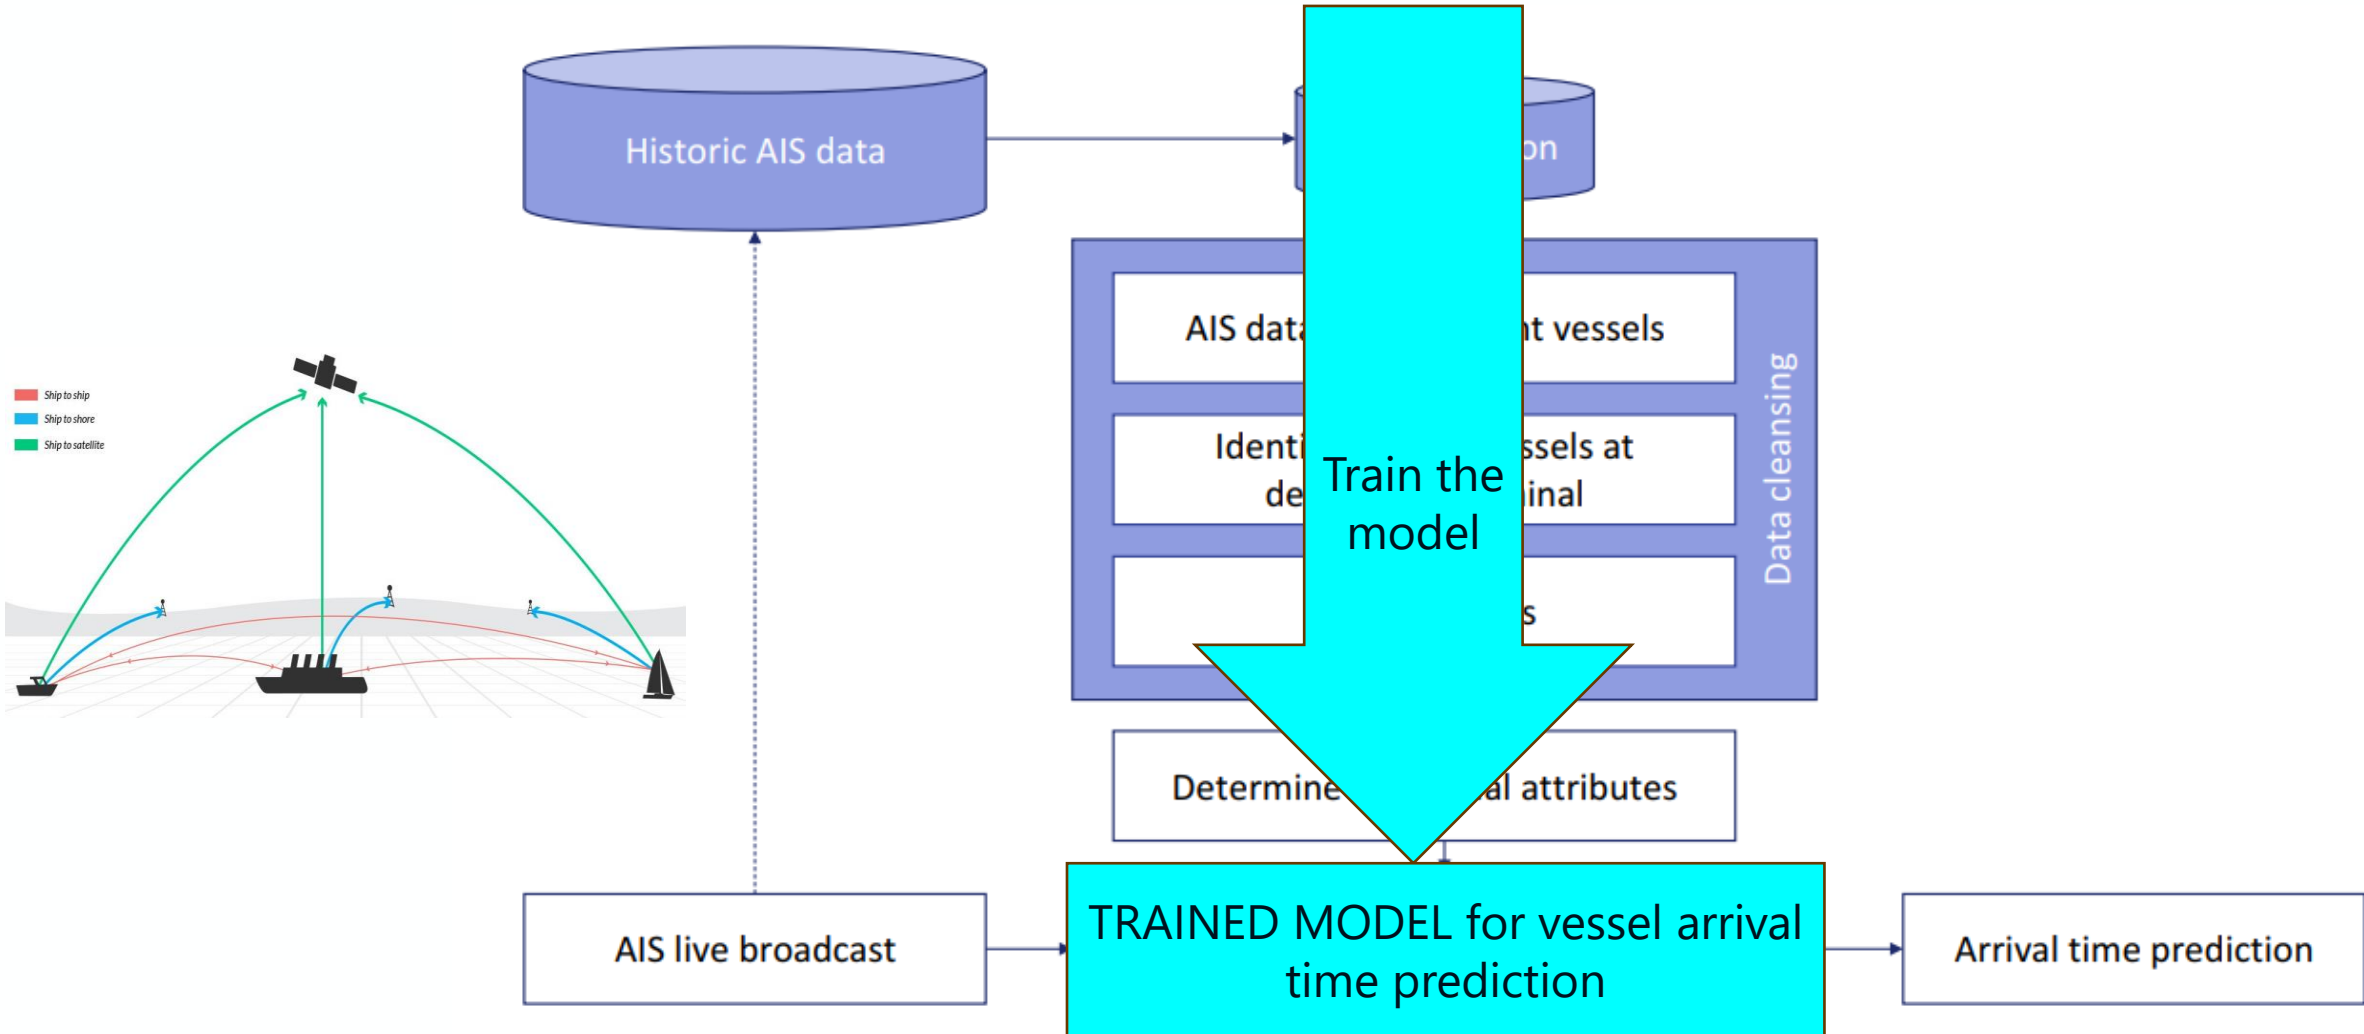 Historic AIS data
on
AIS data
nt vessels
Data cleansing
Ship to ship
Ship to shore
Ship to satellite
Identi
ssels at
de
inal
Train the
model
s
Determine
al attributes
AIS live broadcast
TRAINED MODEL for vessel arrival
time prediction
Arrival time prediction